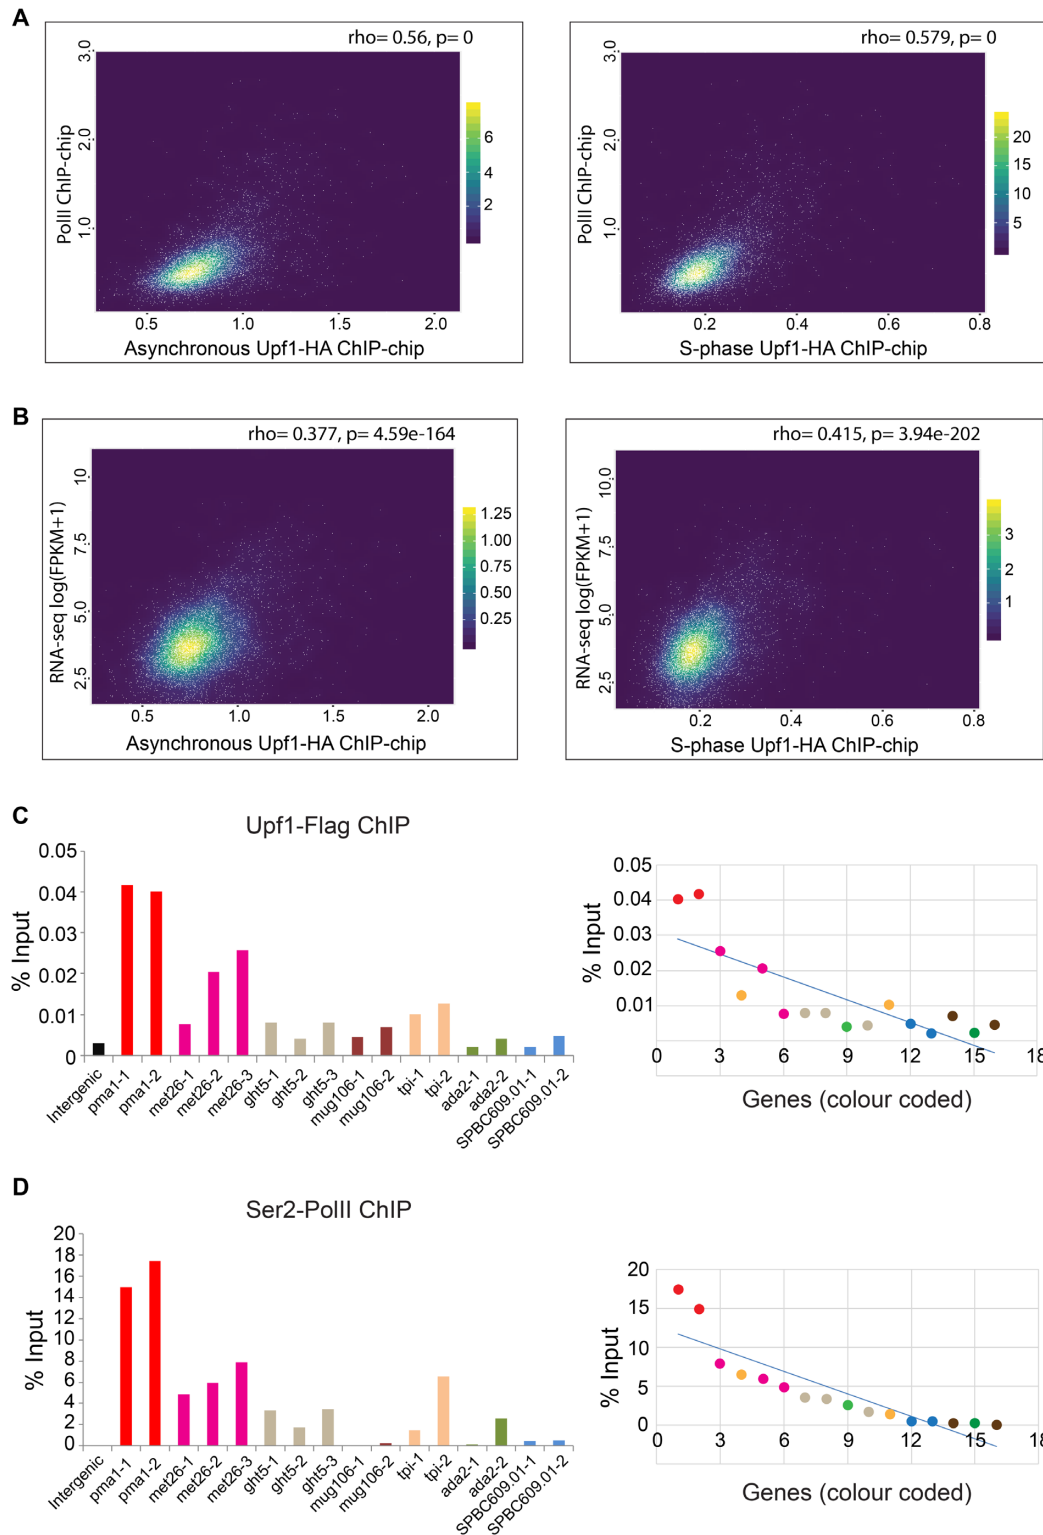 A
rho= 0.56, p= 0
PolII ChIP-chip
3.0
2.0
1.0
6
4
2
0.5 1.0 1.5 2.0
Asynchronous Upf1-HA ChIP-chip
rho= 0.579, p= 0
PolII ChIP-chip
3.0
2.0
1.0
20
15
10
5
0.2 0.4 0.6 0.8
S-phase Upf1-HA ChIP-chip
B
rho= 0.377, p= 4.59e-164
RNA-seq log(FPKM+1)
10
7.5
5.0
2.5
1.25
1.00
0.75
0.50
0.25
0.5 1.0 1.5 2.0
Asynchronous Upf1-HA ChIP-chip
rho= 0.415, p= 3.94e-202
RNA-seq log(FPKM+1)
10.0
7.5
5.0
2.5
3
2
1
0.2 0.4 0.6 0.8
S-phase Upf1-HA ChIP-chip
C
Upf1-Flag ChIP
% Input
0.05
0.04
0.03
0.02
0.01
0
Intergenic
pma1-1
pma1-2
met26-1
met26-2
met26-3
ght5-1
ght5-2
ght5-3
mug106-1
mug106-2
tpi-1
tpi-2
ada2-1
ada2-2
SPBC609.01-1
SPBC609.01-2
% Input
0.05
0.04
0.03
0.02
0.01
0 3 6 9 12 15 18
Genes (colour coded)
D
Ser2-PolII ChIP
% Input
20
18
16
14
12
10
8
6
4
2
0
Intergenic
pma1-1
pma1-2
met26-1
met26-2
met26-3
ght5-1
ght5-2
ght5-3
mug106-1
mug106-2
tpi-1
tpi-2
ada2-1
ada2-2
SPBC609.01-1
SPBC609.01-2
% Input
20
15
10
5
0
0 3 6 9 12 15 18
Genes (colour coded)